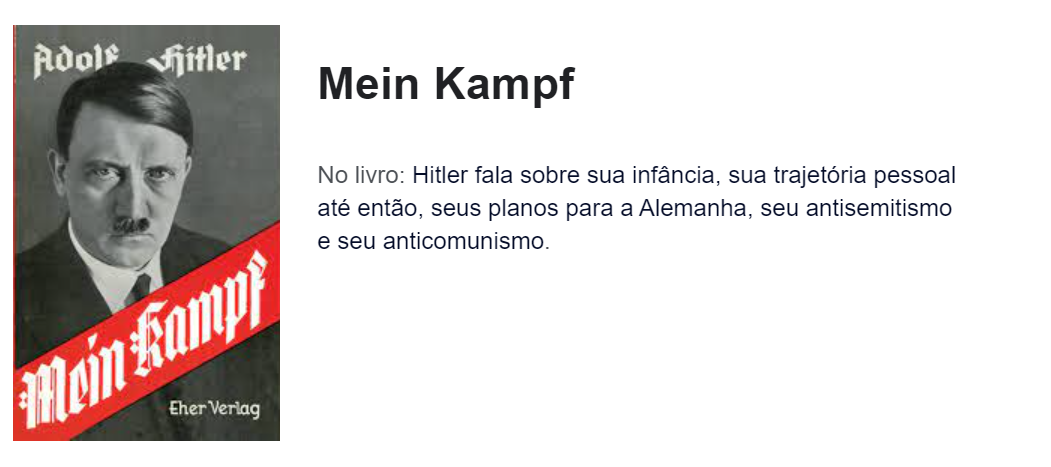 Adolf Hitler
Mein Kampf
Eher Verlag
Mein Kampf
No livro: Hitler fala sobre sua infância, sua trajetória pessoal
até então, seus planos para a Alemanha, seu antisemitismo
e seu anticomunismo.